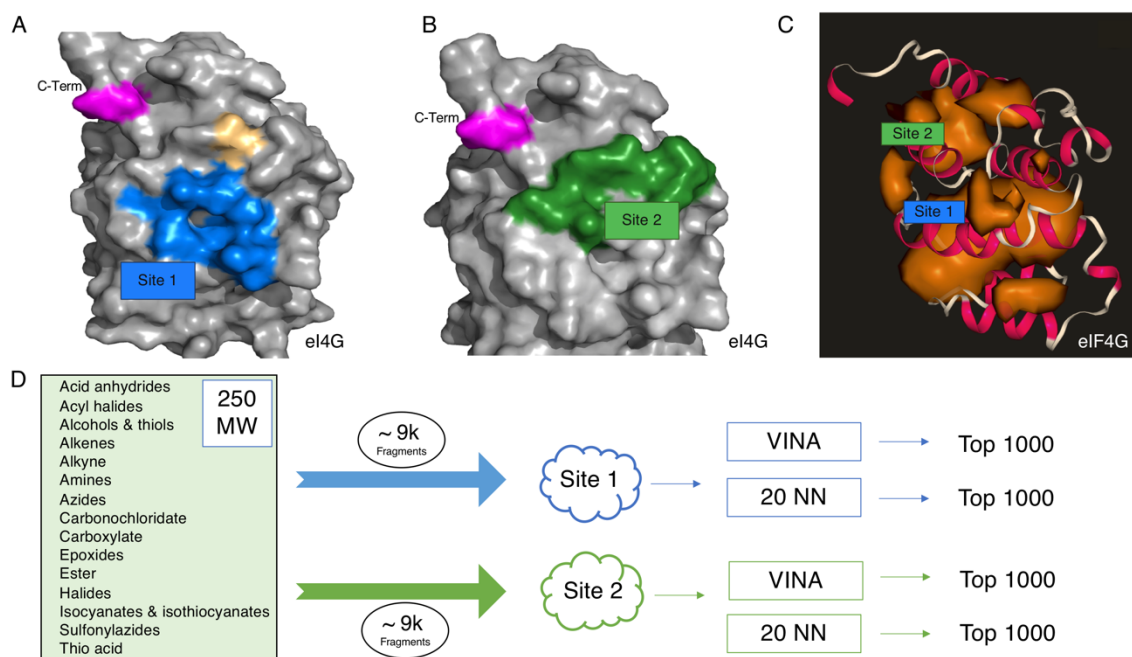 A
C-Term
Site 1
eI4G
B
C-Term
Site 2
eI4G
C
Site 2
Site 1
eIF4G
D
Acid anhydrides
Acyl halides
Alcohols & thiols
Alkenes
Alkyne
Amines
Azides
Carbonochloridate
Carboxylate
Epoxides
Ester
Halides
Isocyanates & isothiocyanates
Sulfonylazides
Thio acid
250
MW
~ 9k
Fragments
Site 1
VINA
Top 1000
20 NN
Top 1000
~ 9k
Fragments
Site 2
VINA
Top 1000
20 NN
Top 1000